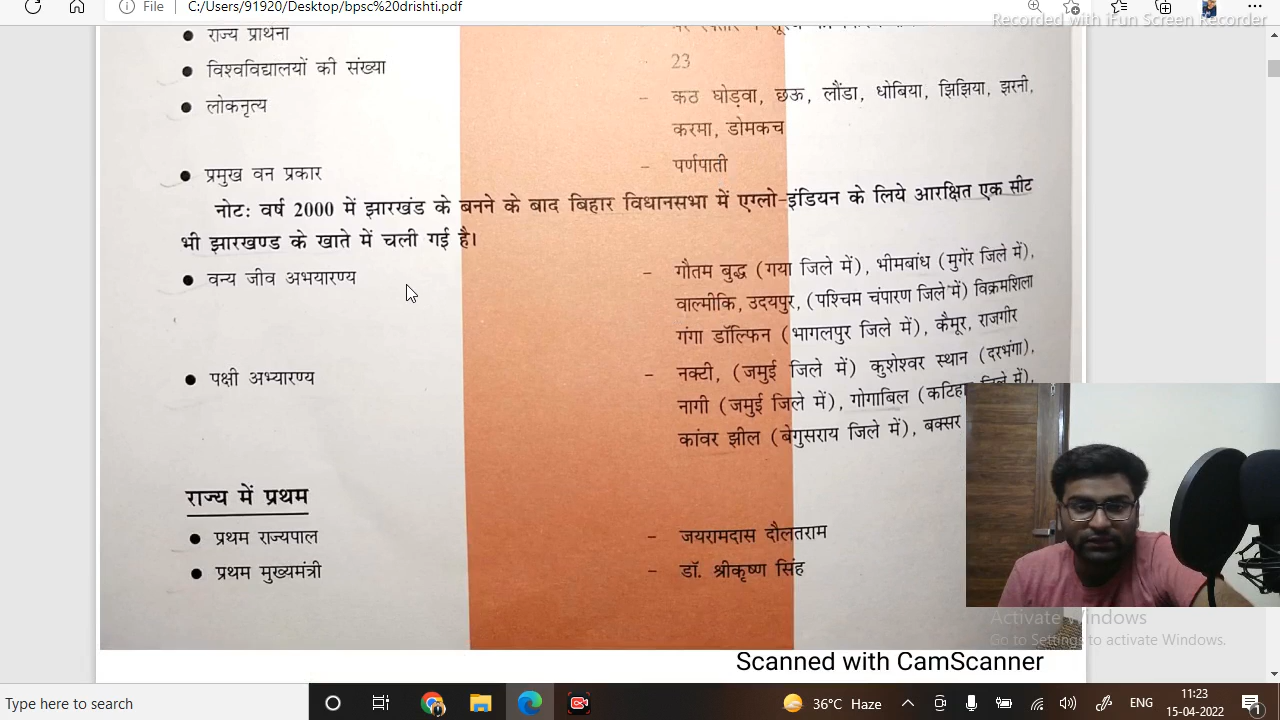 File
C:/Users/91920/Desktop/bpsc%20drishti.pdf
Recorded with iFun Screen Recorder
● राज्य प्रार्थना
● विश्वविद्यालयों की संख्या 23
● लोकनृत्य – कठ घोड़वा, छऊ, लौंडा, धोबिया, झिझिया, झरनी,
करमा, डोमकच
● प्रमुख वन प्रकार – पर्णपाती
नोट: वर्ष 2000 में झारखंड के बनने के बाद बिहार विधानसभा में एग्लो-इंडियन के लिये आरक्षित एक सीट
भी झारखण्ड के खाते में चली गई है।
● वन्य जीव अभयारण्य – गौतम बुद्ध (गया जिले में), भीमबांध (मुगेंर जिले में),
वाल्मीकि, उदयपुर, (पश्चिम चंपारण जिले में) विक्रमशिला
गंगा डॉल्फिन (भागलपुर जिले में), कैमूर, राजगीर
● पक्षी अभ्यारण्य – नक्टी, (जमुई जिले में) कुशेश्वर स्थान (दरभंगा),
नागी (जमुई जिले में), गोगाबिल (कटिहा जिले में),
कांवर झील (बेगुसराय जिले में), बक्सर
राज्य में प्रथम
● प्रथम राज्यपाल – जयरामदास दौलतराम
● प्रथम मुख्यमंत्री – डॉ. श्रीकृष्ण सिंह
Activate Windows
Go to Settings to activate Windows.
Scanned with CamScanner
Type here to search
36°C Haze
ENG
11:23
15-04-2022
1